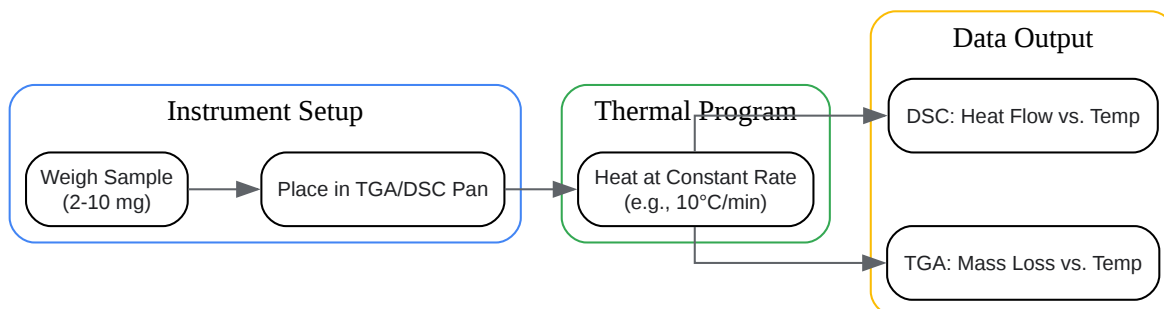 Instrument Setup
Weigh Sample
(2-10 mg)
Place in TGA/DSC Pan
Thermal Program
Heat at Constant Rate
(e.g., 10°C/min)
Data Output
DSC: Heat Flow vs. Temp
TGA: Mass Loss vs. Temp